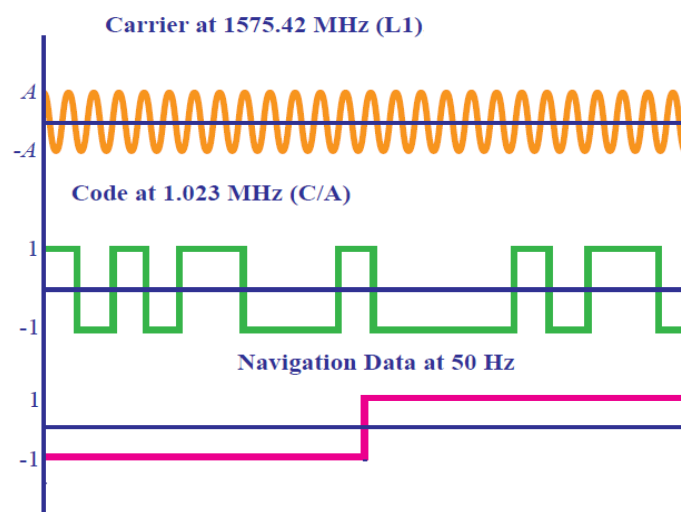 Carrier at 1575.42 MHz (L1)
A
-A
Code at 1.023 MHz (C/A)
1
-1
Navigation Data at 50 Hz
1
-1